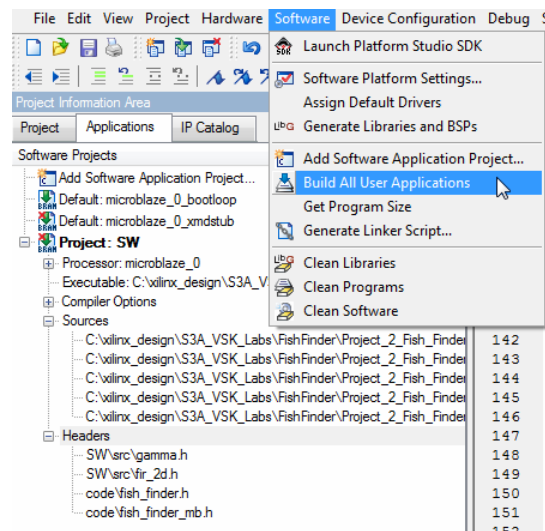 File Edit View Project Hardware Software Device Configuration Debug
SDK Launch Platform Studio SDK
Software Platform Settings...
Assign Default Drivers
Generate Libraries and BSPs
Project Information Area
Project Applications IP Catalog
Add Software Application Project...
Build All User Applications
Get Program Size
Generate Linker Script...
Clean Libraries
Clean Programs
Clean Software
Software Projects
Add Software Application Project...
BRAM Default: microblaze_0_bootloop
BRAM Default: microblaze_0_xmdstub
BRAM Project: SW
Processor: microblaze_0
Executable: C:\xilinx_design\S3A_V
Compiler Options
Sources
C:\xilinx_design\S3A_VSK_Labs\FishFinder\Project_2_Fish_Finder 142
C:\xilinx_design\S3A_VSK_Labs\FishFinder\Project_2_Fish_Finder 143
C:\xilinx_design\S3A_VSK_Labs\FishFinder\Project_2_Fish_Finder 144
C:\xilinx_design\S3A_VSK_Labs\FishFinder\Project_2_Fish_Finder 145
C:\xilinx_design\S3A_VSK_Labs\FishFinder\Project_2_Fish_Finder 146
Headers 147
SW\src\gamma.h 148
SW\src\fir_2d.h 149
code\fish_finder.h 150
code\fish_finder_mb.h 151